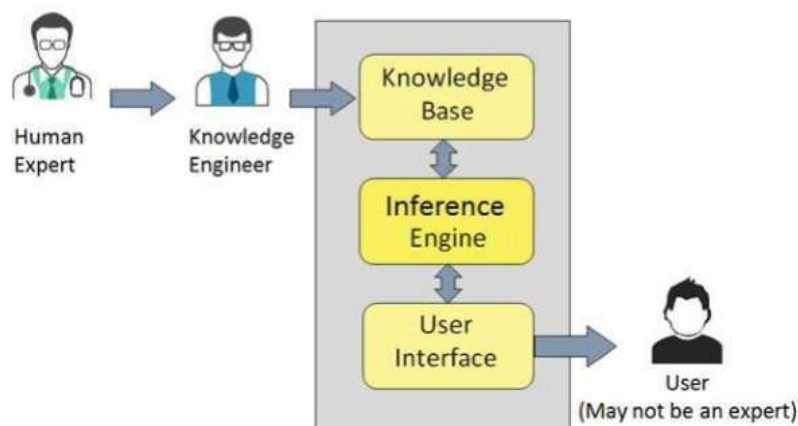 Human
Expert
Knowledge
Engineer
Knowledge
Base
Inference
Engine
User
Interface
User
(May not be an expert)